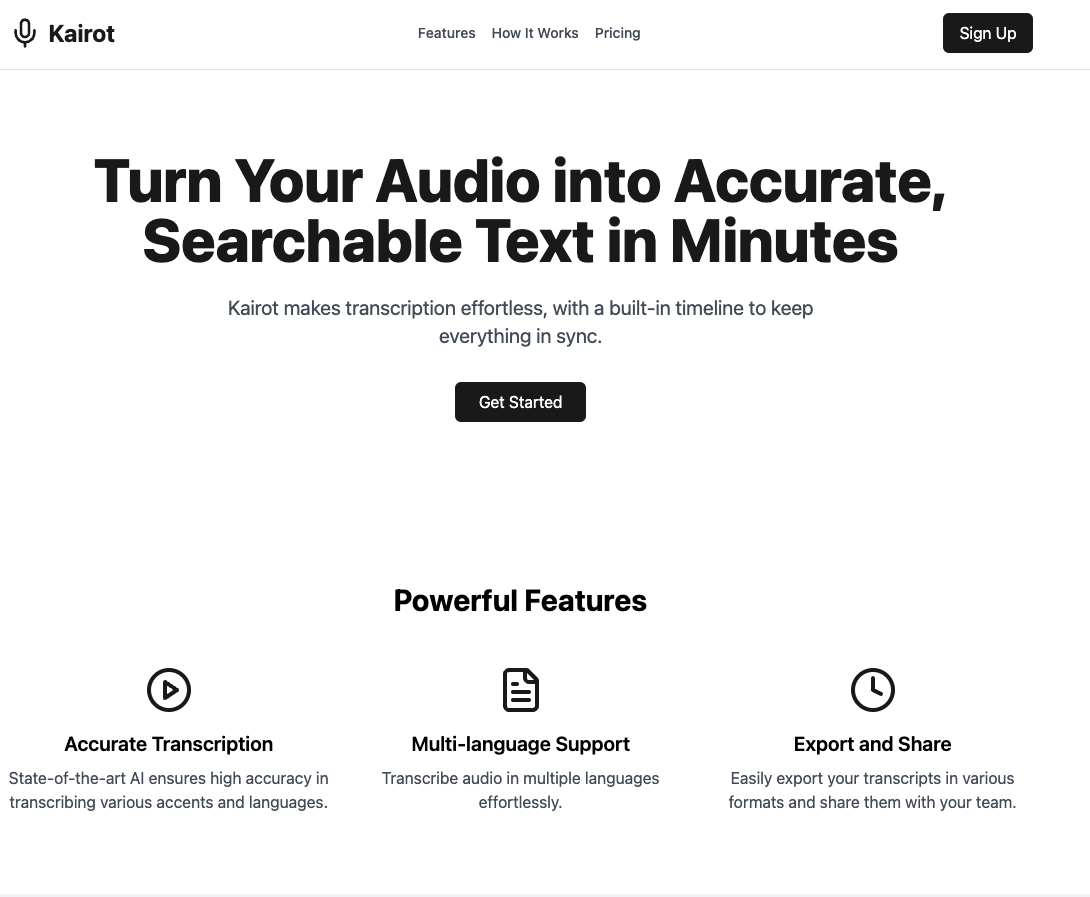 Kairot
Features
How It Works
Pricing
Sign Up
Turn Your Audio into Accurate,
Searchable Text in Minutes
Kairot makes transcription effortless, with a built-in timeline to keep
everything in sync.
Get Started
Powerful Features
Accurate Transcription
State-of-the-art AI ensures high accuracy in
transcribing various accents and languages.
Multi-language Support
Transcribe audio in multiple languages
effortlessly.
Export and Share
Easily export your transcripts in various
formats and share them with your team.